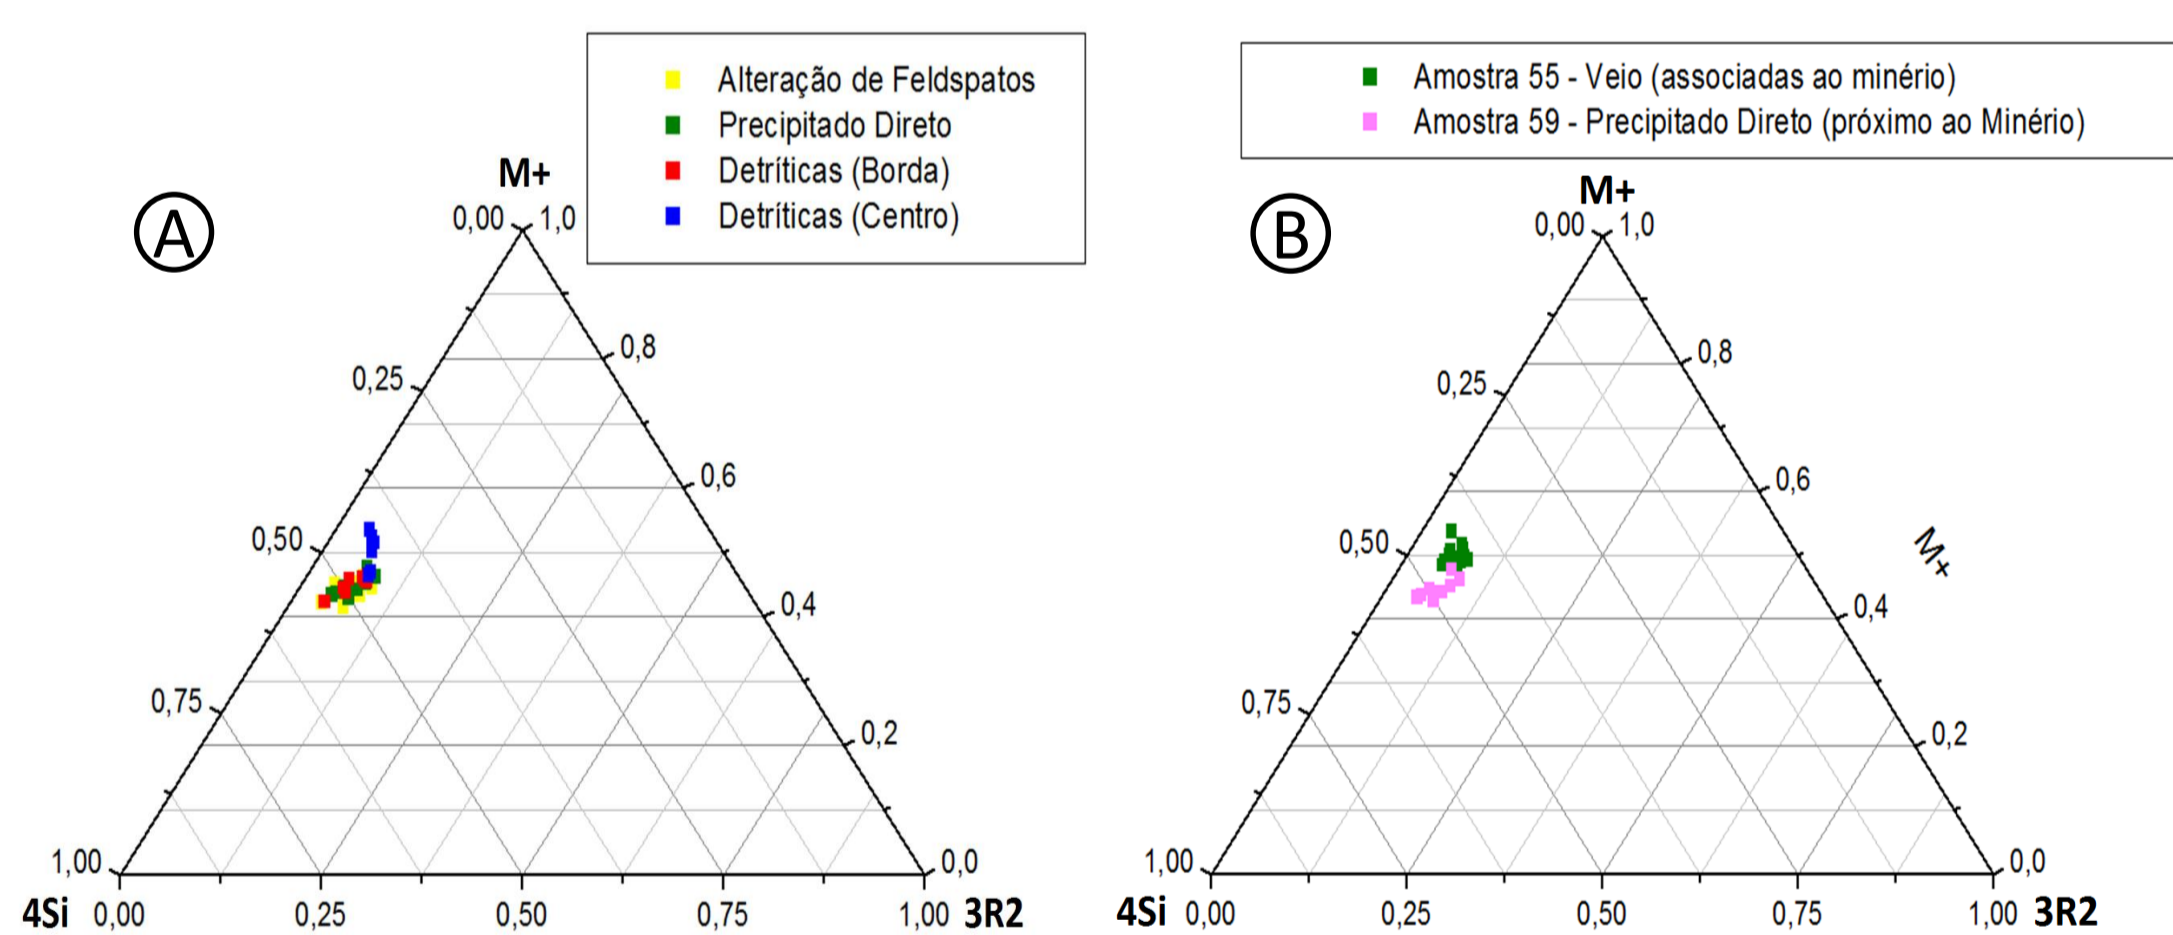 Alteração de Feldspatos
Precipitado Direto
Detríticas (Borda)
Detríticas (Centro)
A
M+
0,00 1,0
0,8
0,25
0,6
0,50
0,4
0,75
0,2
1,00 0,0
4Si 0,00 0,25 0,50 0,75 1,00 3R2
Amostra 55 - Veio (associadas ao minério)
Amostra 59 - Precipitado Direto (próximo ao Minério)
B
M+
0,00 1,0
0,8
0,25
0,6
0,50
M+
0,4
0,75
0,2
1,00 0,0
4Si 0,00 0,25 0,50 0,75 1,00 3R2